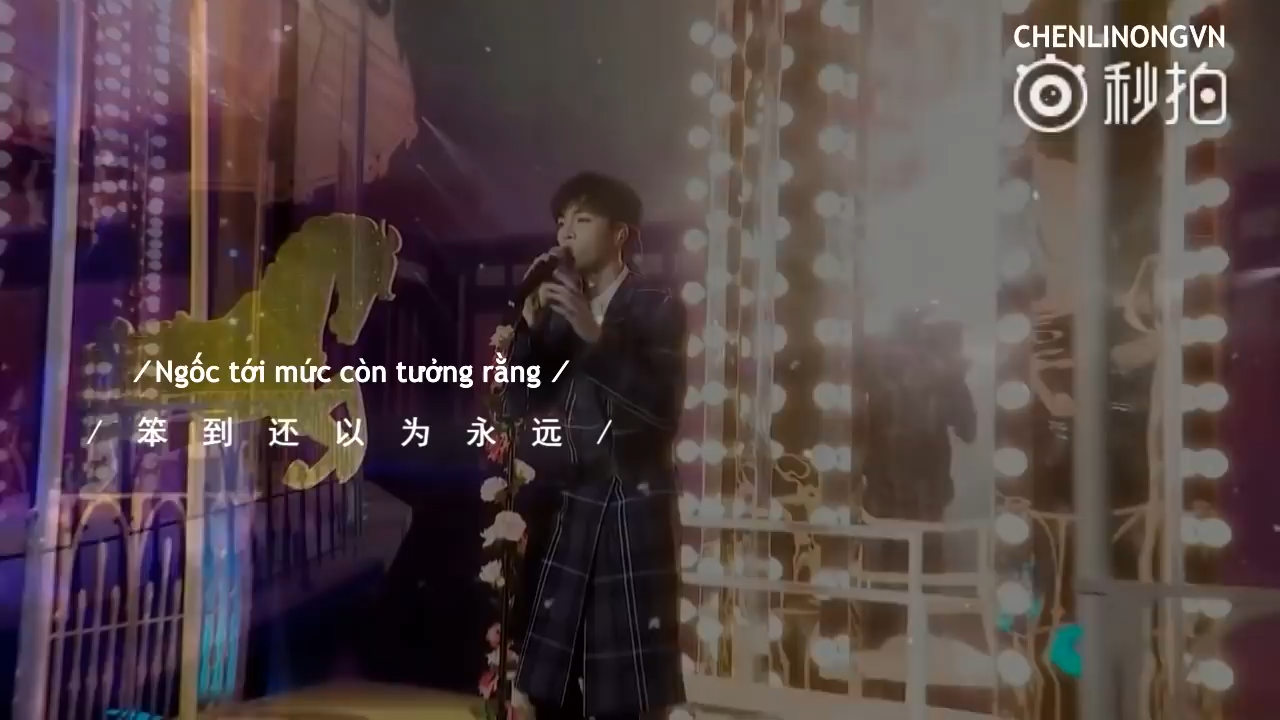 CHENLINONGVN
秒拍
/Ngốc tới mức còn tưởng rằng /
/ 笨 到 还 以 为 永 远 /